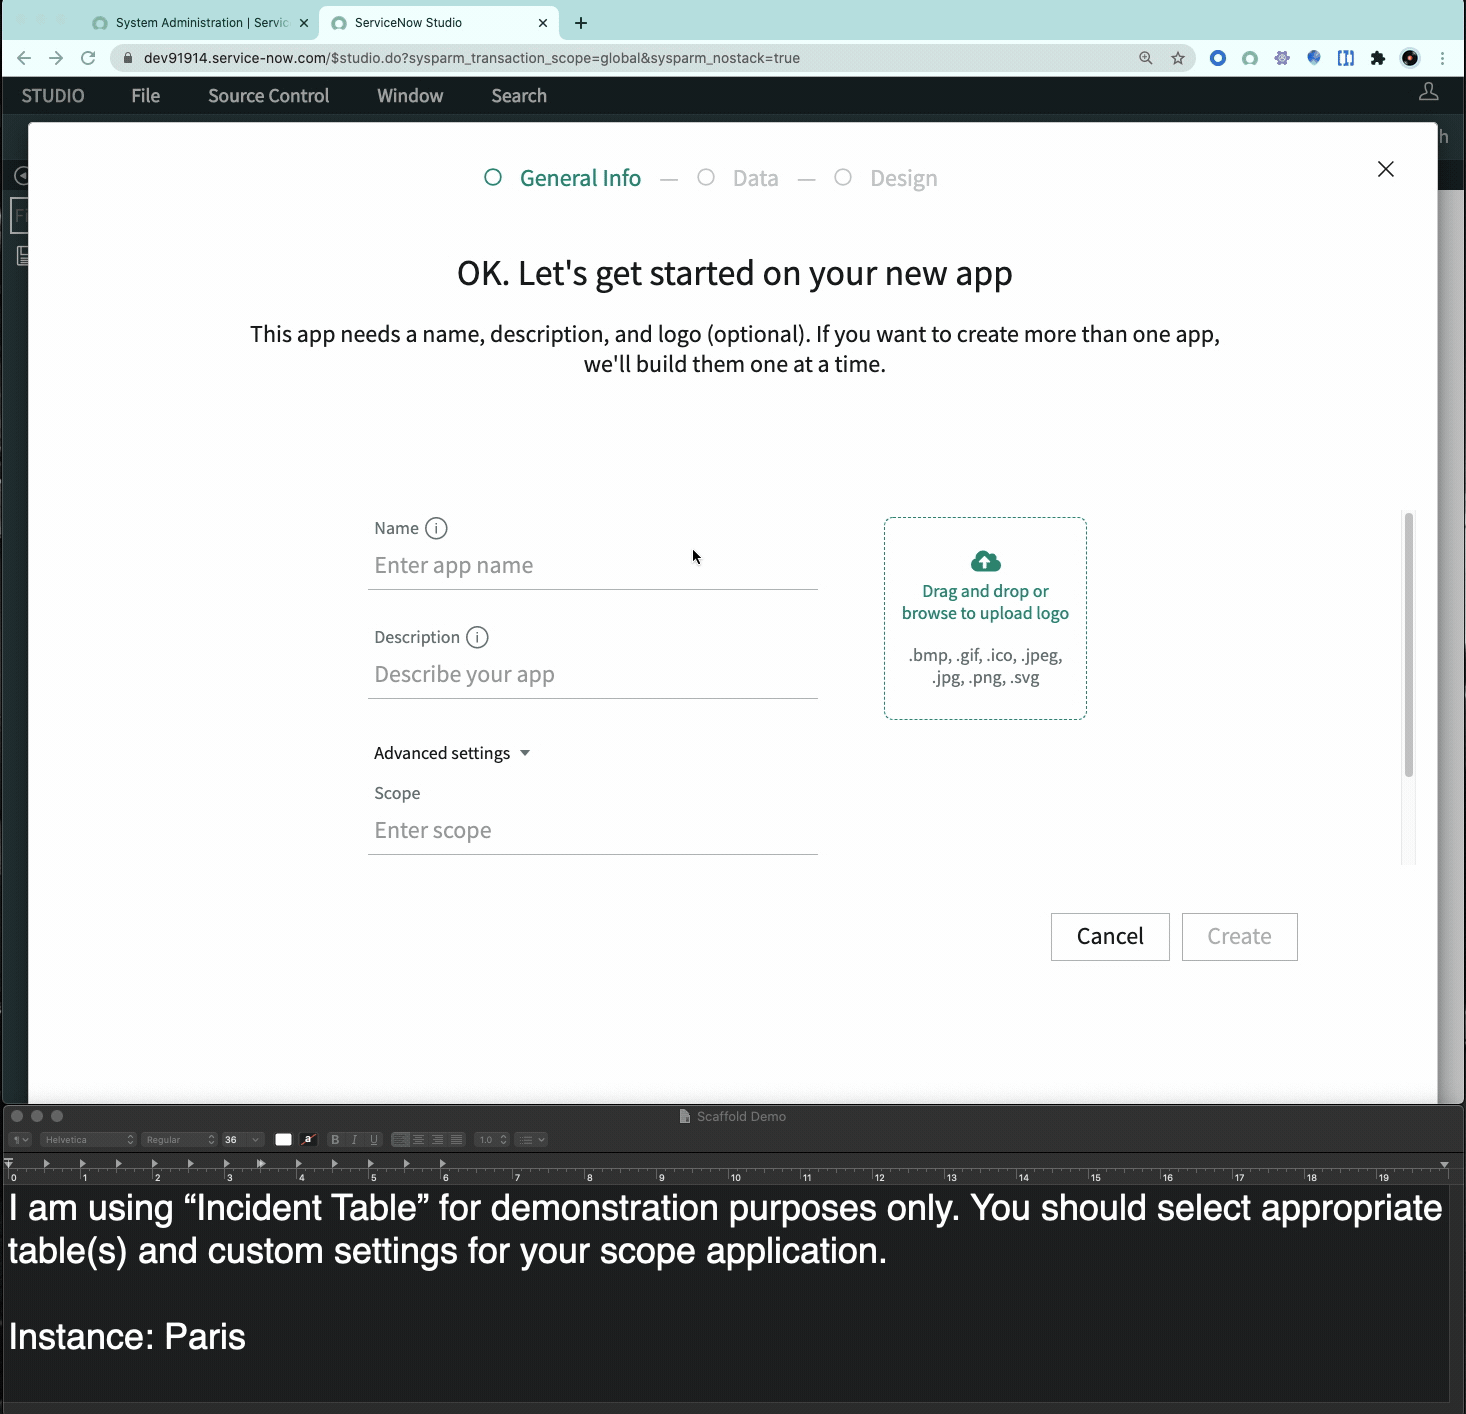 System Administration | Servic
ServiceNow Studio
dev91914.service-now.com/$studio.do?sysparm_transaction_scope=global&sysparm_nostack=true
STUDIO File Source Control Window Search
h
General Info — Data — Design
Fi
OK. Let's get started on your new app
This app needs a name, description, and logo (optional). If you want to create more than one app,
we'll build them one at a time.
Name
Enter app name
Description
Describe your app
Drag and drop or
browse to upload logo
.bmp, .gif, .ico, .jpeg,
.jpg, .png, .svg
Advanced settings
Scope
Enter scope
Cancel Create
Scaffold Demo
¶ Helvetica Regular 36 a B I U 1.0
0 1 2 3 4 5 6 7 8 9 10 11 12 13 14 15 16 17 18 19
I am using “Incident Table” for demonstration purposes only. You should select appropriate
table(s) and custom settings for your scope application.
Instance: Paris